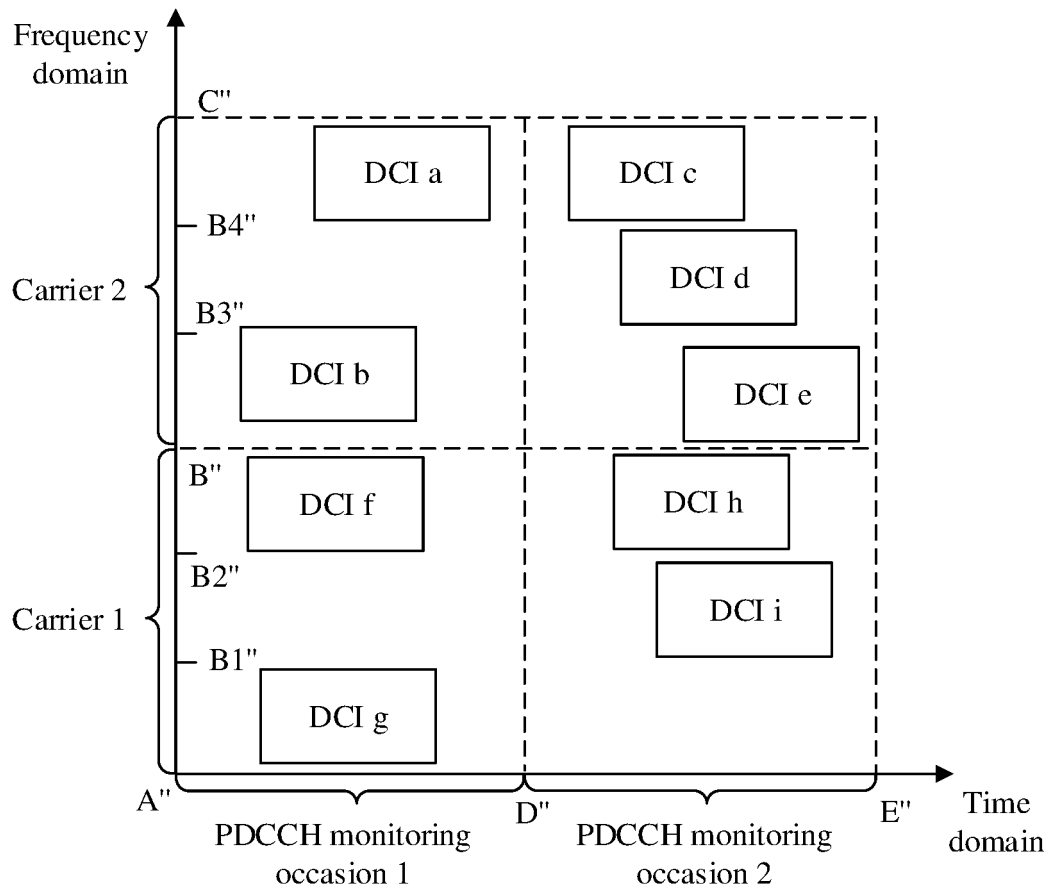 Frequency
domain
C"
DCI a
DCI c
B4"
DCI d
Carrier 2
B3"
DCI b
DCI e
B"
DCI f
DCI h
B2"
DCI i
Carrier 1
B1"
DCI g
A"
D"
E"
PDCCH monitoring
occasion 1
PDCCH monitoring
occasion 2
Time
domain